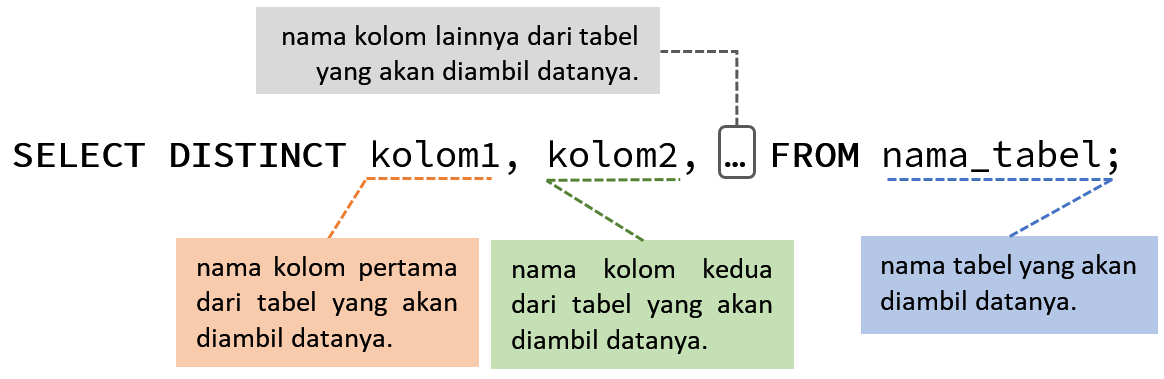 nama kolom lainnya dari tabel
yang akan diambil datanya.
SELECT DISTINCT kolom1, kolom2, … FROM nama_tabel;
nama kolom pertama
dari tabel yang akan
diambil datanya.
nama kolom kedua
dari tabel yang akan
diambil datanya.
nama tabel yang akan
diambil datanya.